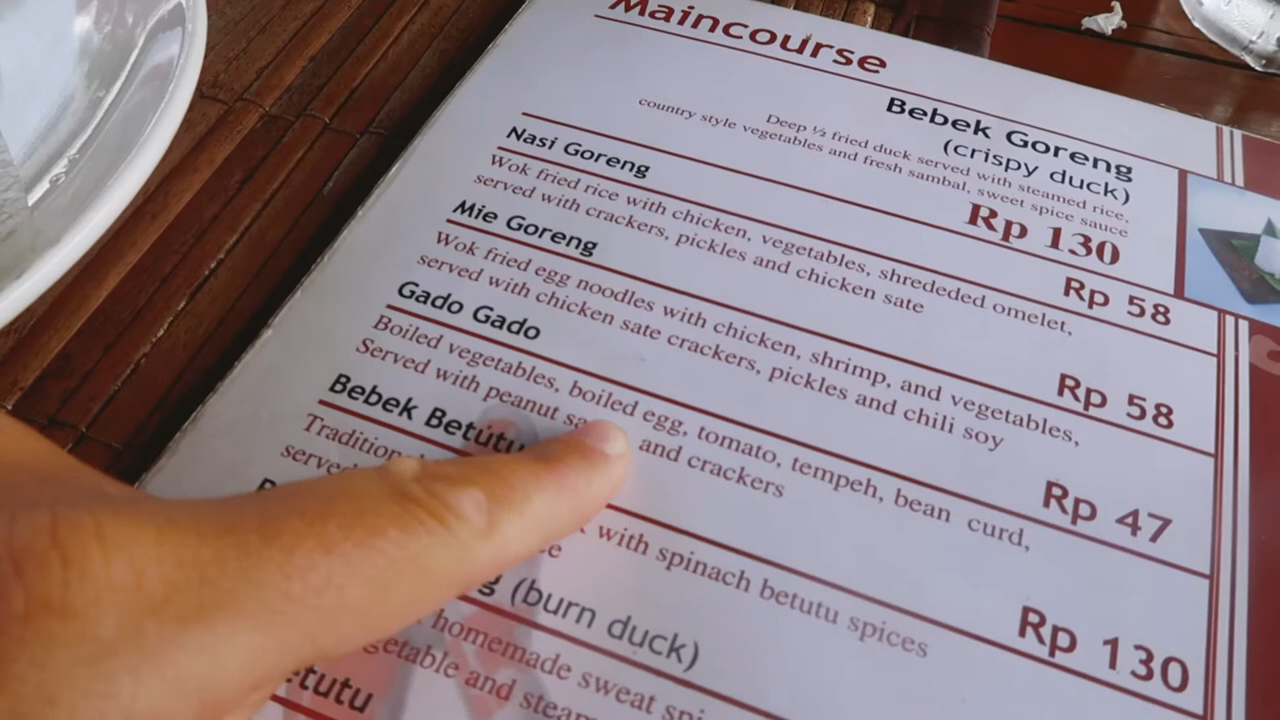 Maincourse
Bebek Goreng
(crispy duck)
Deep ½ fried duck served with steamed rice,
country style vegetables and fresh sambal, sweet spice sauce
Rp 130
Nasi Goreng
Wok fried rice with chicken, vegetables, shrededed omelet,
served with crackers, pickles and chicken sate
Rp 58
Mie Goreng
Wok fried egg noodles with chicken, shrimp, and vegetables,
served with chicken sate crackers, pickles and chili soy
Rp 58
Gado Gado
Boiled vegetables, boiled egg, tomato, tempeh, bean curd,
Served with peanut and crackers
Rp 47
Bebek Betutu
with spinach betutu spices
Rp 130
(burn duck)
homemade sweat
and